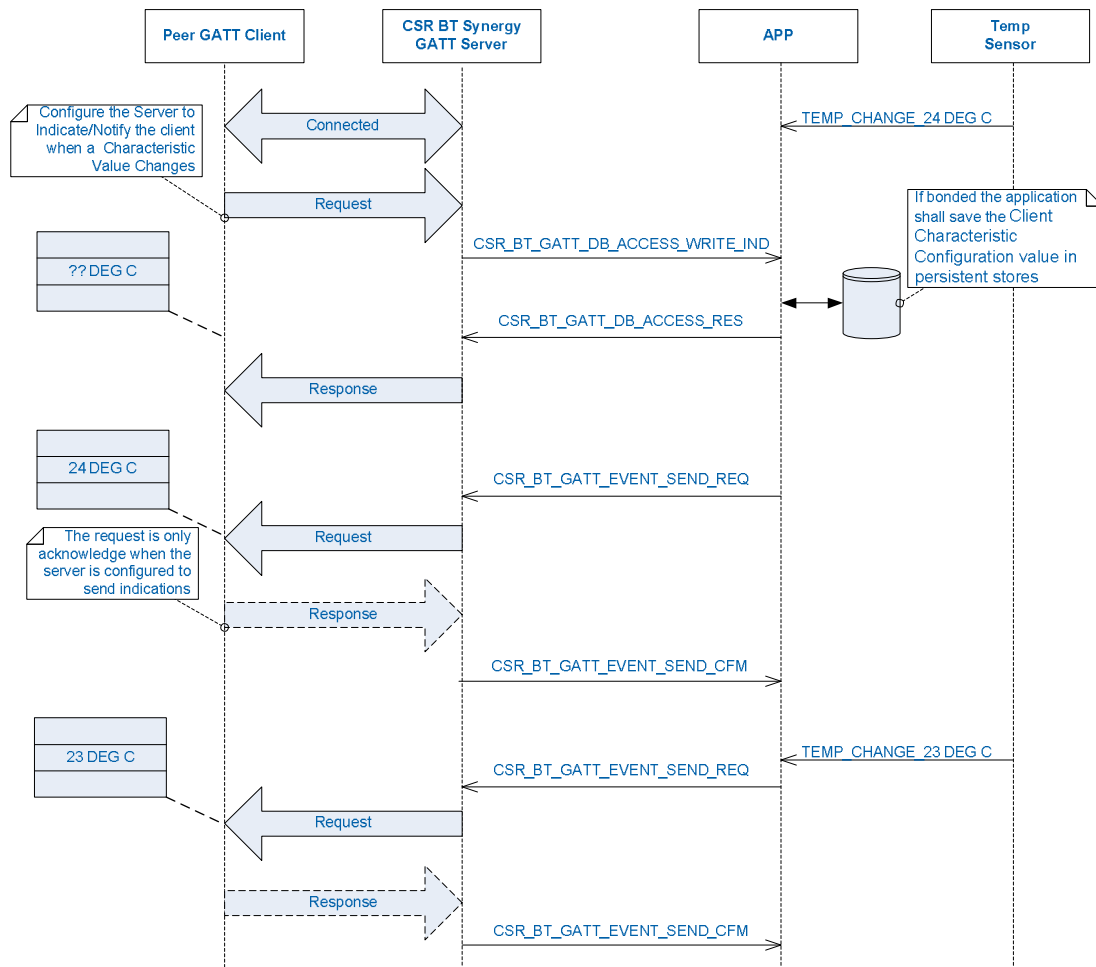 Peer GATT Client
CSR BT Synergy
GATT Server
APP
Temp
Sensor
Configure the Server to
Indicate/Notify the client
when a Characteristic
Value Changes
Connected
TEMP_CHANGE_24 DEG C
Request
If bonded the application
shall save the Client
Characteristic
Configuration value in
persistent stores
CSR_BT_GATT_DB_ACCESS_WRITE_IND
?? DEG C
CSR_BT_GATT_DB_ACCESS_RES
Response
24 DEG C
CSR_BT_GATT_EVENT_SEND_REQ
Request
The request is only
acknowledge when the
server is configured to
send indications
Response
CSR_BT_GATT_EVENT_SEND_CFM
23 DEG C
TEMP_CHANGE_23 DEG C
CSR_BT_GATT_EVENT_SEND_REQ
Request
Response
CSR_BT_GATT_EVENT_SEND_CFM